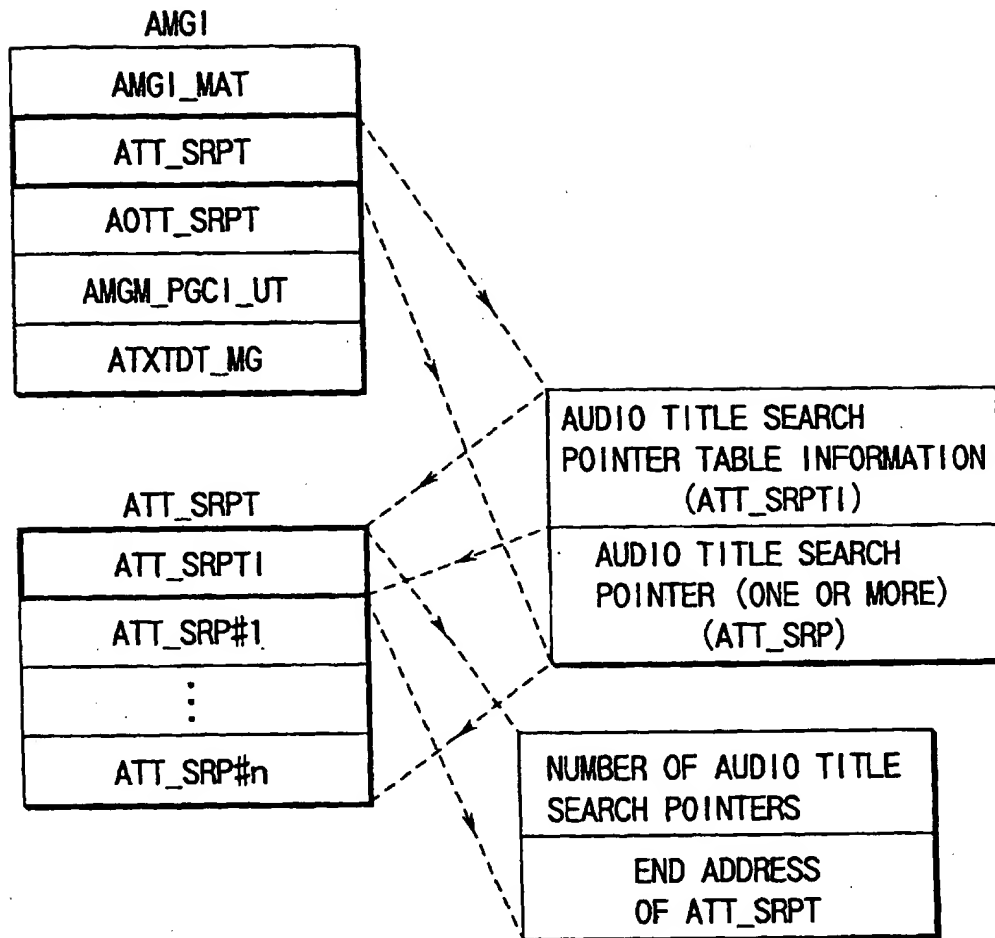 AMGI
AMGI_MAT
ATT_SRPT
AOTT_SRPT
AMGM_PGCI_UT
ATXTDT_MG
AUDIO TITLE SEARCH
POINTER TABLE INFORMATION
(ATT_SRPTI)
AUDIO TITLE SEARCH
POINTER (ONE OR MORE)
(ATT_SRP)
ATT_SRPT
ATT_SRPTI
ATT_SRP#1
⋮
ATT_SRP#n
NUMBER OF AUDIO TITLE
SEARCH POINTERS
END ADDRESS
OF ATT_SRPT